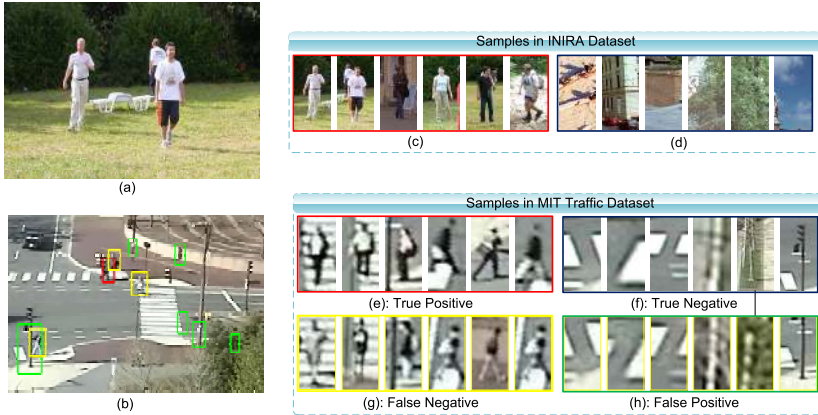 Samples in INIRA Dataset
(c)
(d)
(a)
Samples in MIT Traffic Dataset
(e): True Positive
(f): True Negative
(g): False Negative
(h): False Positive
(b)